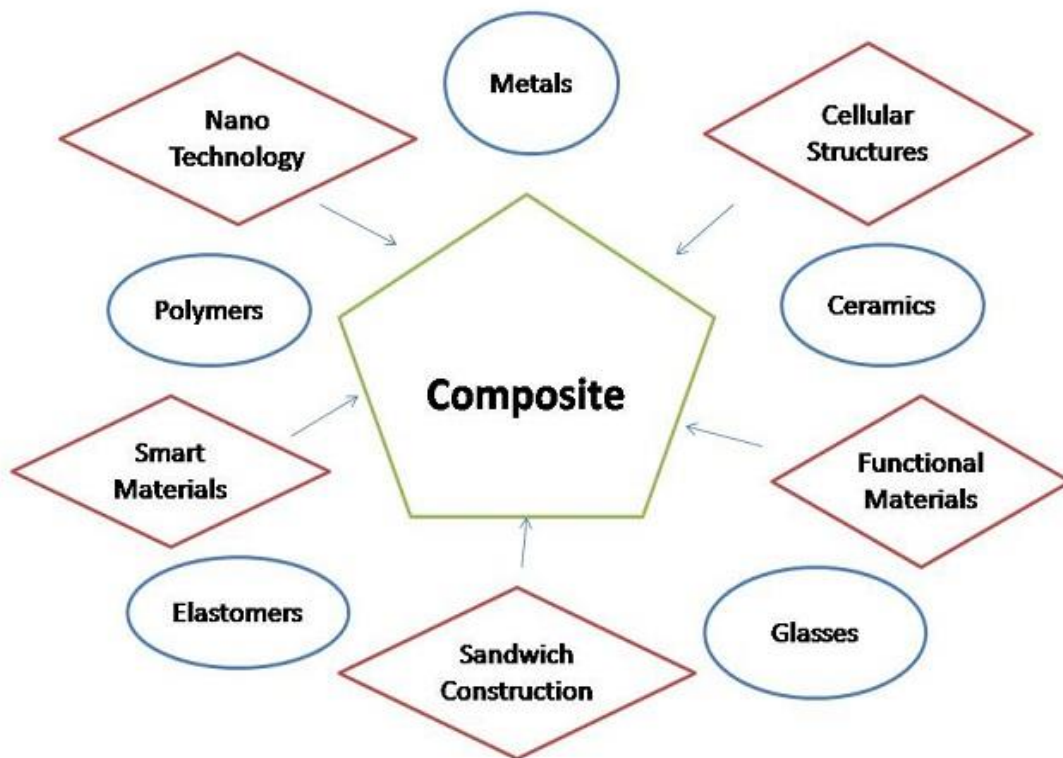 Metals
Nano
Technology
Cellular
Structures
Polymers
Ceramics
Composite
Smart
Materials
Functional
Materials
Elastomers
Glasses
Sandwich
Construction